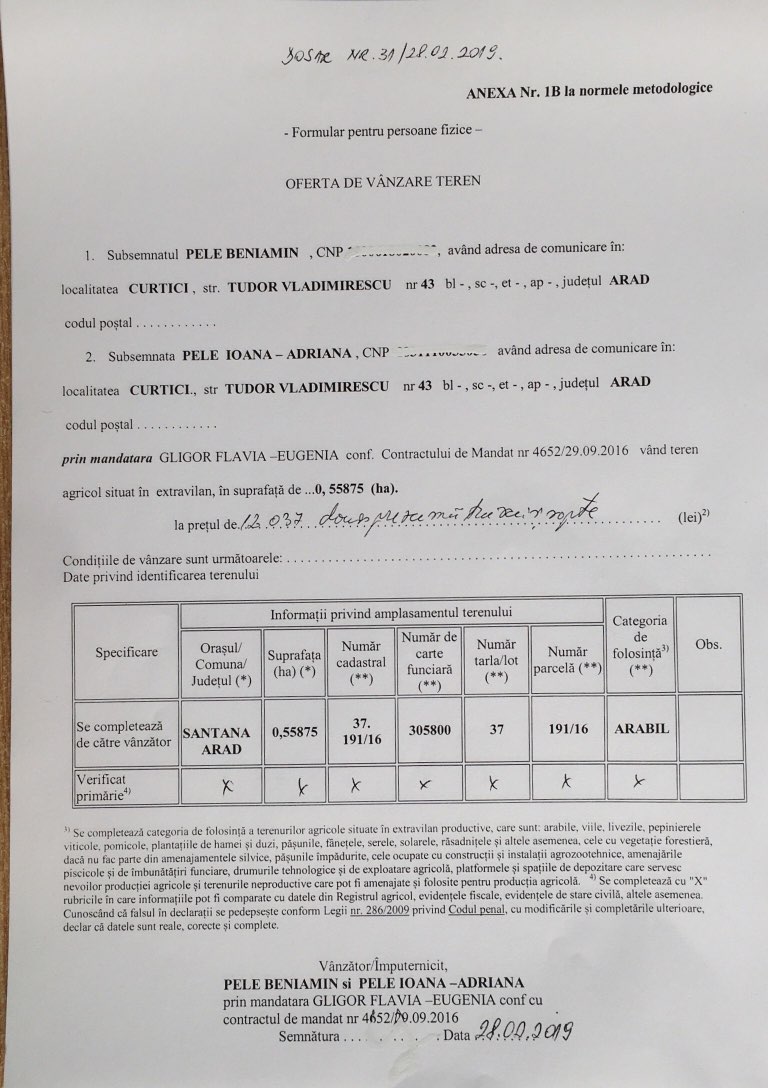 DOSAR NR. 31/28.02.2019.
ANEXA Nr. 1B la normele metodologice
- Formular pentru persoane fizice –
OFERTA DE VÂNZARE TEREN
1. Subsemnatul PELE BENIAMIN , CNP , având adresa de comunicare în:
localitatea CURTICI , str. TUDOR VLADIMIRESCU nr 43 bl - , sc -, et - , ap - , județul ARAD
codul poștal . . . . . . . . . . . .
2. Subsemnata PELE IOANA – ADRIANA , CNP având adresa de comunicare în:
localitatea CURTICI., str TUDOR VLADIMIRESCU nr 43 bl - , sc -, et - , ap - , județul ARAD
codul poștal . . . . . . . . . . . .
prin mandatara GLIGOR FLAVIA –EUGENIA conf. Contractului de Mandat nr 4652/29.09.2016 vând teren
agricol situat în extravilan, în suprafață de ...0, 55875 (ha).
la prețul de.12.037 (lei)2)
Condițiile de vânzare sunt următoarele: . . . . . . . . . . . . . . . . . . . . . . . . . . . . . . . . . . . . . . . . . . . . . . . . . . . . . . . . . . . . .
Date privind identificarea terenului
Specificare
Informații privind amplasamentul terenului
Categoria de folosință3) (**)
Obs.
Orașul/ Comuna/ Județul (*)
Suprafața (ha) (*)
Număr cadastral (**)
Număr de carte funciară (**)
Număr tarla/lot (**)
Număr parcelă (**)
Se completează de către vânzător
SANTANA ARAD
0,55875
37. 191/16
305800
37
191/16
ARABIL
Verificat primărie4)
X X X X X X X
3) Se completează categoria de folosință a terenurilor agricole situate în extravilan productive, care sunt: arabile, viile, livezile, pepinierele
viticole, pomicole, plantațiile de hamei și duzi, pășunile, fânețele, serele, solarele, răsadnițele și altele asemenea, cele cu vegetație forestieră,
dacă nu fac parte din amenajamentele silvice, pășunile împădurite, cele ocupate cu construcții și instalații agrozootehnice, amenajările
piscicole și de îmbunătățiri funciare, drumurile tehnologice și de exploatare agricolă, platformele și spațiile de depozitare care servesc
nevoilor producției agricole și terenurile neproductive care pot fi amenajate și folosite pentru producția agricolă. 4) Se completează cu "X"
rubricile în care informațiile pot fi comparate cu datele din Registrul agricol, evidențele fiscale, evidențele de stare civilă, altele asemenea.
Cunoscând că falsul în declarații se pedepsește conform Legii nr. 286/2009 privind Codul penal, cu modificările și completările ulterioare,
declar că datele sunt reale, corecte și complete.
Vânzător/Împuternicit,
PELE BENIAMIN si PELE IOANA –ADRIANA
prin mandatara GLIGOR FLAVIA –EUGENIA conf cu
contractul de mandat nr 4652/ .09.2016
Semnătura . . . . . . . . Data 28.02.2019